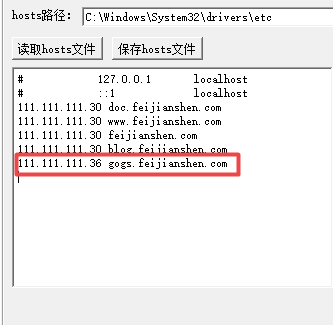 hosts路径: C:\Windows\System32\drivers\etc
读取hosts文件 保存hosts文件
# 127.0.0.1 localhost
# ::1 localhost
111.111.111.30 doc.feijianshen.com
111.111.111.30 www.feijianshen.com
111.111.111.30 feijianshen.com
111.111.111.30 blog.feijianshen.com
111.111.111.36 gogs.feijianshen.com